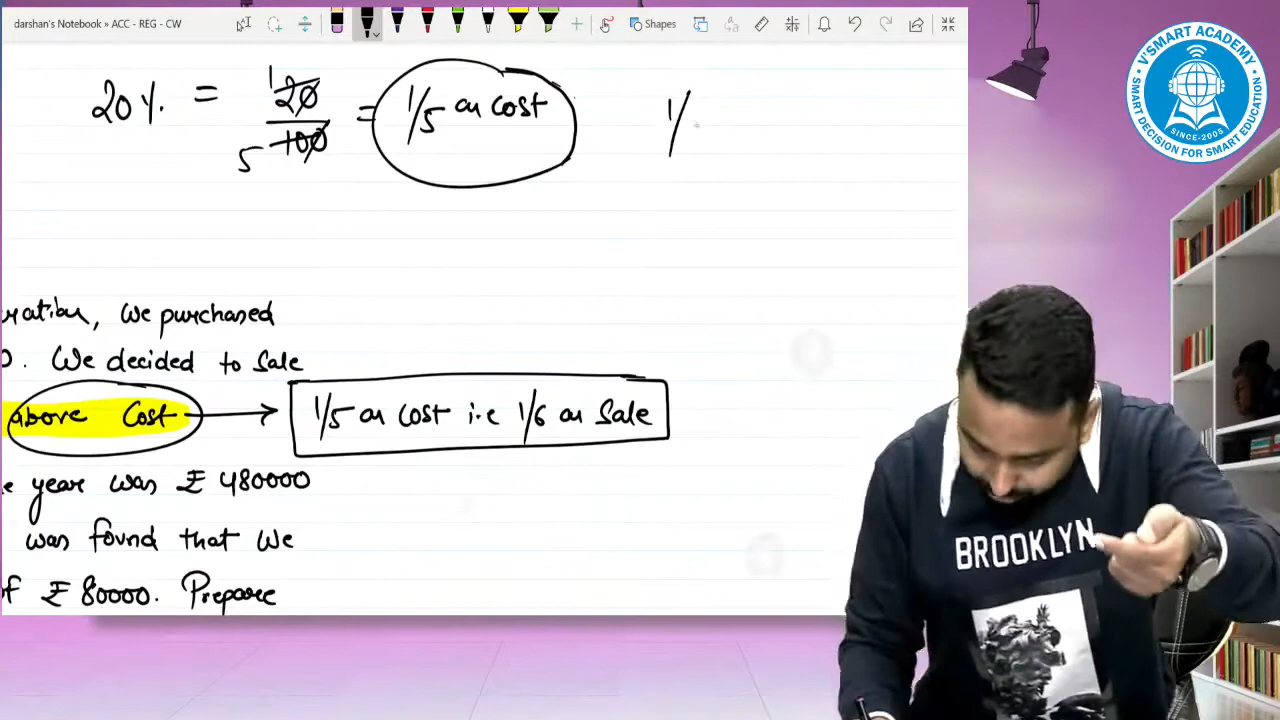 darshan's Notebook » ACC - REG - CW
Shapes
20% = 1 20 / 5 100 = 1/5 on cost 1/
We purchased
0. We decided to Sale
above Cost → 1/5 on cost i.e 1/6 on Sale
year was ₹ 480000
was found that We
of ₹ 80000. Prepare
V'SMART ACADEMY
SINCE-2005
SMART DECISION FOR SMART EDUCATION
BROOKLYN